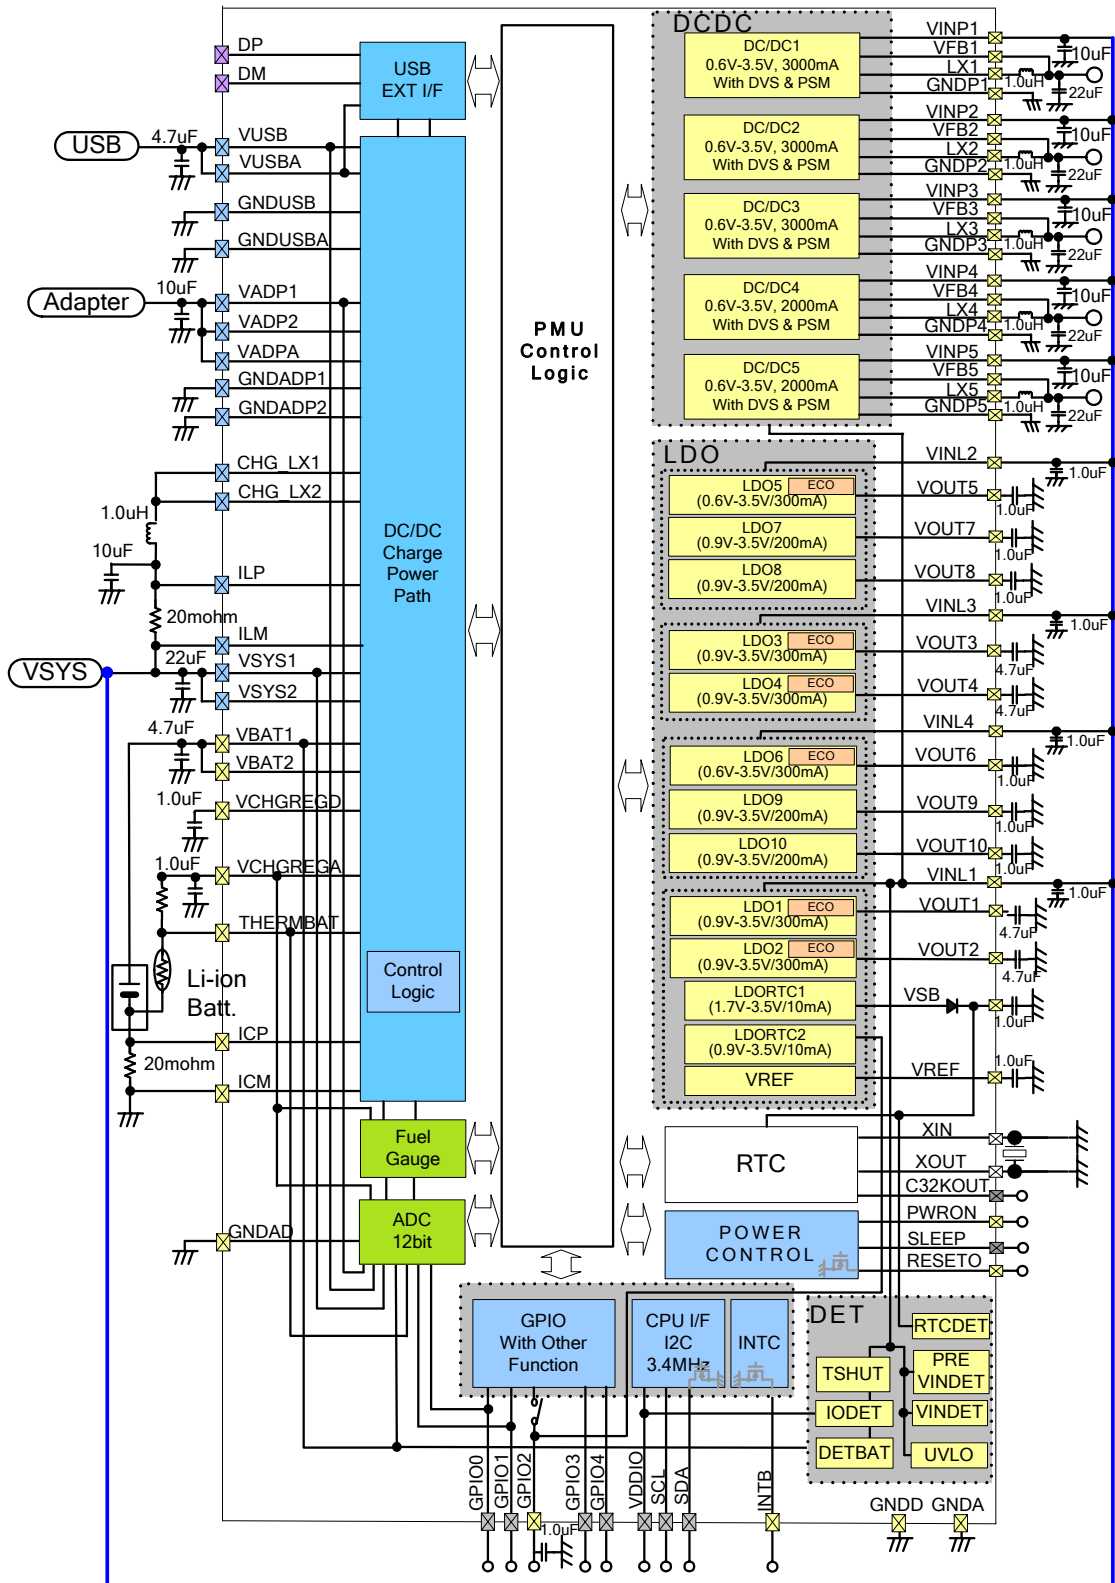 DP
DM
USB
4.7uF
VUSB
VUSBA
GNDUSB
GNDUSBA
Adapter
10uF
VADP1
VADP2
VADPA
GNDADP1
GNDADP2
CHG_LX1
CHG_LX2
1.0uH
10uF
ILP
20mohm
ILM
VSYS
22uF
VSYS1
VSYS2
4.7uF
VBAT1
VBAT2
1.0uF
VCHGREGD
1.0uF
VCHGREGA
THERMBAT
Li-ion
Batt.
ICP
20mohm
ICM
GNDAD
USB
EXT I/F
DC/DC
Charge
Power
Path
Control
Logic
Fuel
Gauge
ADC
12bit
PMU
Control
Logic
DCDC
DC/DC1
0.6V-3.5V, 3000mA
With DVS & PSM
DC/DC2
0.6V-3.5V, 3000mA
With DVS & PSM
DC/DC3
0.6V-3.5V, 3000mA
With DVS & PSM
DC/DC4
0.6V-3.5V, 2000mA
With DVS & PSM
DC/DC5
0.6V-3.5V, 2000mA
With DVS & PSM
VINP1
VFB1
LX1
GNDP1
10uF
1.0uH
22uF
VINP2
VFB2
LX2
GNDP2
10uF
1.0uH
22uF
VINP3
VFB3
LX3
GNDP3
10uF
1.0uH
22uF
VINP4
VFB4
LX4
GNDP4
10uF
1.0uH
22uF
VINP5
VFB5
LX5
GNDP5
10uF
1.0uH
22uF
LDO
VINL2
1.0uF
LDO5
ECO
(0.6V-3.5V/300mA)
VOUT5
1.0uF
LDO7
(0.9V-3.5V/200mA)
VOUT7
1.0uF
LDO8
(0.9V-3.5V/200mA)
VOUT8
1.0uF
VINL3
1.0uF
LDO3
ECO
(0.9V-3.5V/300mA)
VOUT3
4.7uF
LDO4
ECO
(0.9V-3.5V/300mA)
VOUT4
4.7uF
VINL4
1.0uF
LDO6
ECO
(0.6V-3.5V/300mA)
VOUT6
1.0uF
LDO9
(0.9V-3.5V/200mA)
VOUT9
1.0uF
LDO10
(0.9V-3.5V/200mA)
VOUT10
1.0uF
VINL1
1.0uF
LDO1
ECO
(0.9V-3.5V/300mA)
VOUT1
4.7uF
LDO2
ECO
(0.9V-3.5V/300mA)
VOUT2
4.7uF
LDORTC1
(1.7V-3.5V/10mA)
VSB
1.0uF
LDORTC2
(0.9V-3.5V/10mA)
VREF
VREF
1.0uF
RTC
XIN
XOUT
C32KOUT
POWER
CONTROL
PWRON
SLEEP
RESETO
GPIO
With Other
Function
CPU I/F
I2C
3.4MHz
INTC
DET
RTCDET
TSHUT
PRE
VINDET
IODET
VINDET
DETBAT
UVLO
GPIO0
GPIO1
GPIO2
GPIO3
GPIO4
VDDIO
SCL
SDA
INTB
1.0uF
GNDD
GNDA